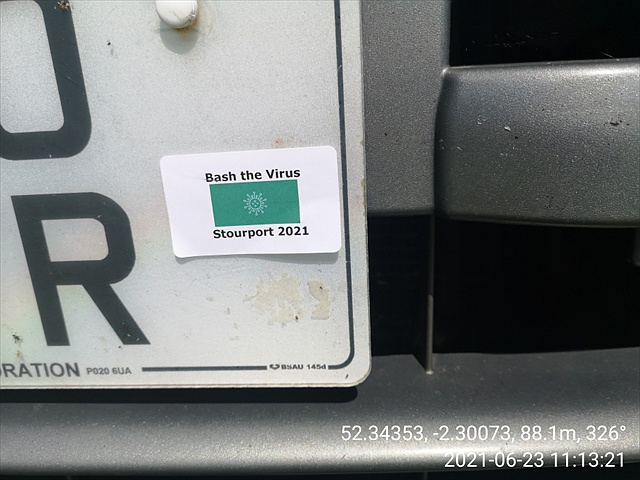 O
Bash the Virus
Stourport 2021
R
ORATION P020 6UA
BSAU 145d
52.34353, -2.30073, 88.1m, 326°
2021-06-23 11:13:21